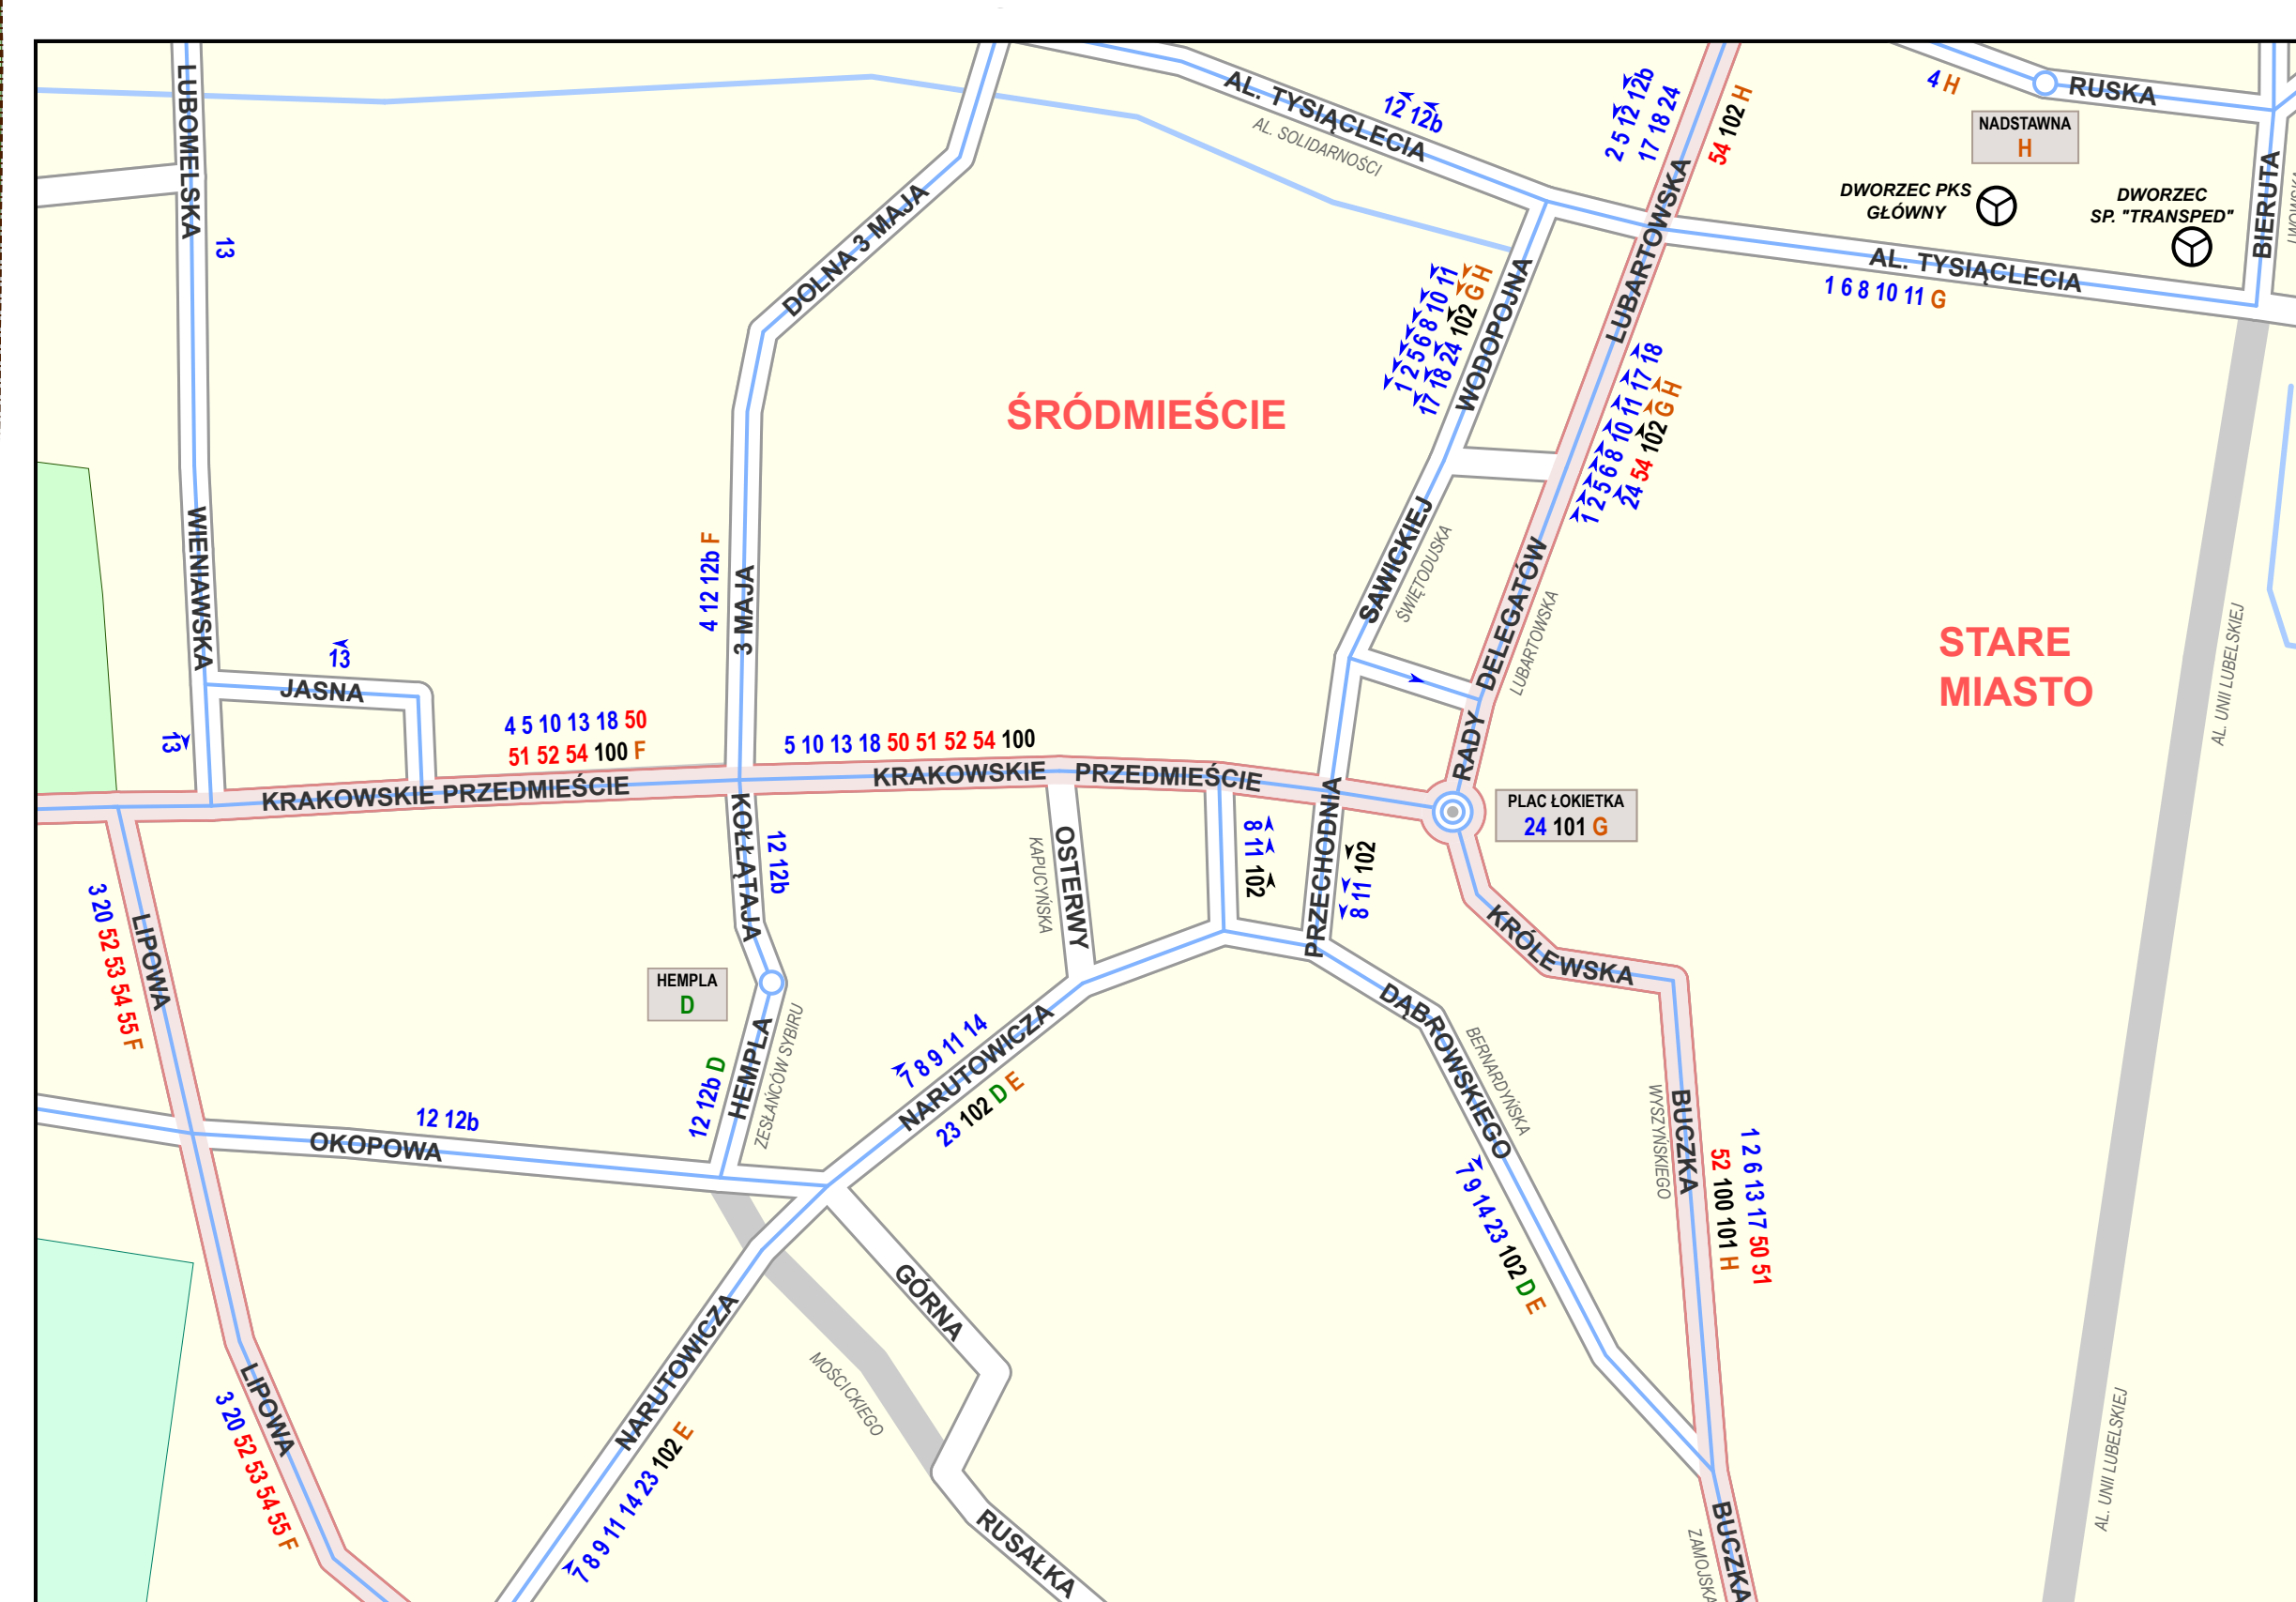 LUBOMELSKA
13
WIENIAWSKA
13
JASNA
13
DOLNA 3 MAJA
3 MAJA
4 12 12b F
AL. TYSIĄCLECIA
AL. SOLIDARNOŚCI
12 12b
2 5 12 12b
17 18 24
54 102 H
LUBARTOWSKA
4 H
RUSKA
NADSTAWNA
H
DWORZEC PKS
GŁÓWNY
DWORZEC
SP. "TRANSPED"
BIERUTA
AL. TYSIĄCLECIA
1 6 8 10 11 G
WODOPOJNA
1 2 5 6 8 10 11
17 18 24 102 G H
1 2 5 6 8 10 11 17 18
24 54 102 G H
ŚRÓDMIEŚCIE
SAWICKIEJ
ŚWIĘTODUSKA
RADY DELEGATÓW
LUBARTOWSKA
STARE
MIASTO
AL. UNII LUBELSKIEJ
4 5 10 13 18 50
51 52 54 100 F
5 10 13 18 50 51 52 54 100
KRAKOWSKIE PRZEDMIEŚCIE
KRAKOWSKIE PRZEDMIEŚCIE
PLAC ŁOKIETKA
24 101 G
KOŁŁĄTAJA
12 12b
OSTERWY
KAPUCYŃSKA
8 11 102
PRZECHODNIA
8 11 102
KRÓLEWSKA
LIPOWA
3 20 52 53 54 55 F
HEMPLA
D
HEMPLA
12 12b D
ZESŁAŃCÓW SYBIRU
NARUTOWICZA
7 8 9 11 14
23 102 D E
DĄBROWSKIEGO
BERNARDYŃSKA
7 9 14 23 102 D E
BUCZKA
WYSZYŃSKIEGO
1 2 6 13 17 50 51
52 100 101 H
12 12b
OKOPOWA
GÓRNA
MOŚCICKIEGO
NARUTOWICZA
7 8 9 11 14 23 102 E
LIPOWA
3 20 52 53 54 55 F
RUSAŁKA
BUCZKA
ZAMOJSKA
AL. UNII LUBELSKIEJ